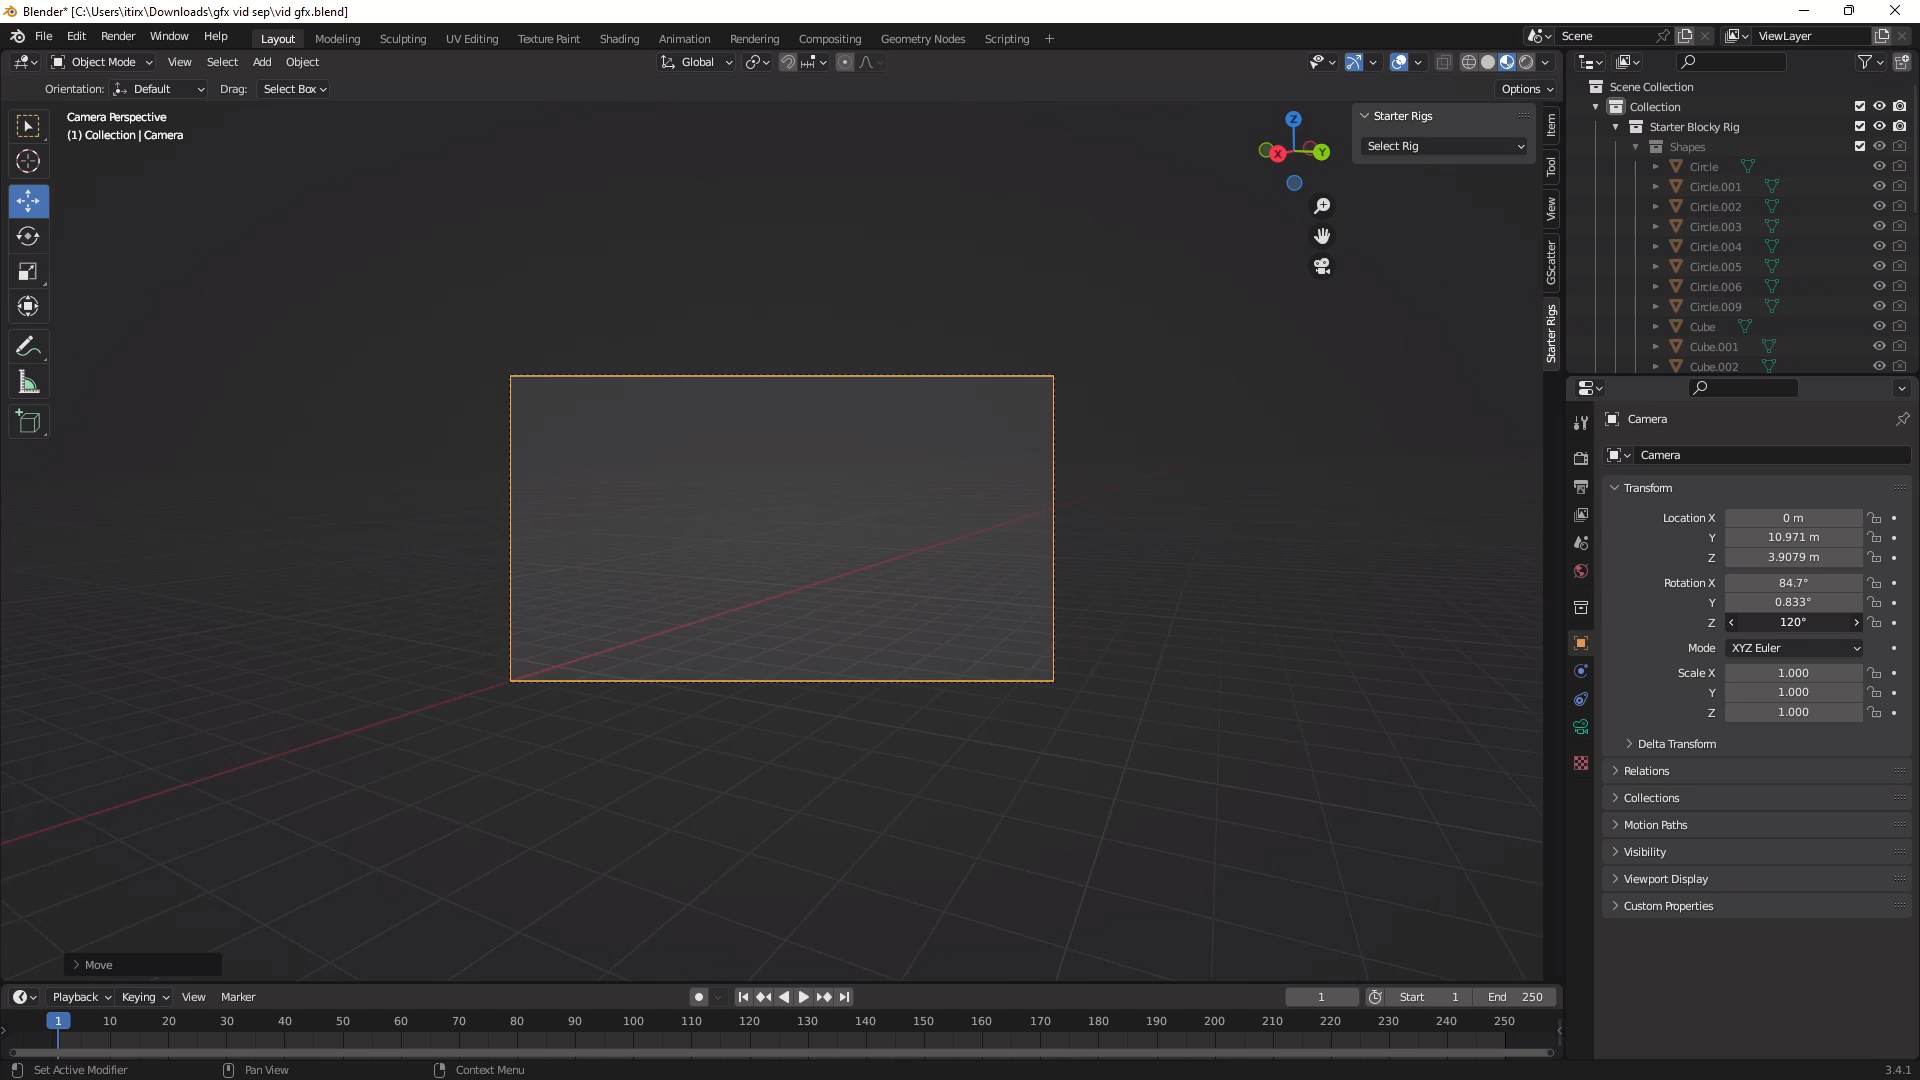 Blender* [C:\Users\itirx\Downloads\gfx vid sep\vid gfx.blend]
File Edit Render Window Help Layout Modeling Sculpting UV Editing Texture Paint Shading Animation Rendering Compositing Geometry Nodes Scripting + Scene ViewLayer
Object Mode View Select Add Object Global
Orientation: Default Drag: Select Box Options
Camera Perspective
(1) Collection | Camera
Z
X
Y
Starter Rigs
Select Rig
Item
Tool
View
GScatter
Starter Rigs
Scene Collection
Collection
Starter Blocky Rig
Shapes
Circle
Circle.001
Circle.002
Circle.003
Circle.004
Circle.005
Circle.006
Circle.009
Cube
Cube.001
Cube.002
Camera
Camera
Transform
Location X 0 m
Y 10.971 m
Z 3.9079 m
Rotation X 84.7°
Y 0.833°
Z 120°
Mode XYZ Euler
Scale X 1.000
Y 1.000
Z 1.000
Delta Transform
Relations
Collections
Motion Paths
Visibility
Viewport Display
Custom Properties
Move
Playback Keying View Marker 1 Start 1 End 250
1 10 20 30 40 50 60 70 80 90 100 110 120 130 140 150 160 170 180 190 200 210 220 230 240 250
Set Active Modifier Pan View Context Menu 3.4.1